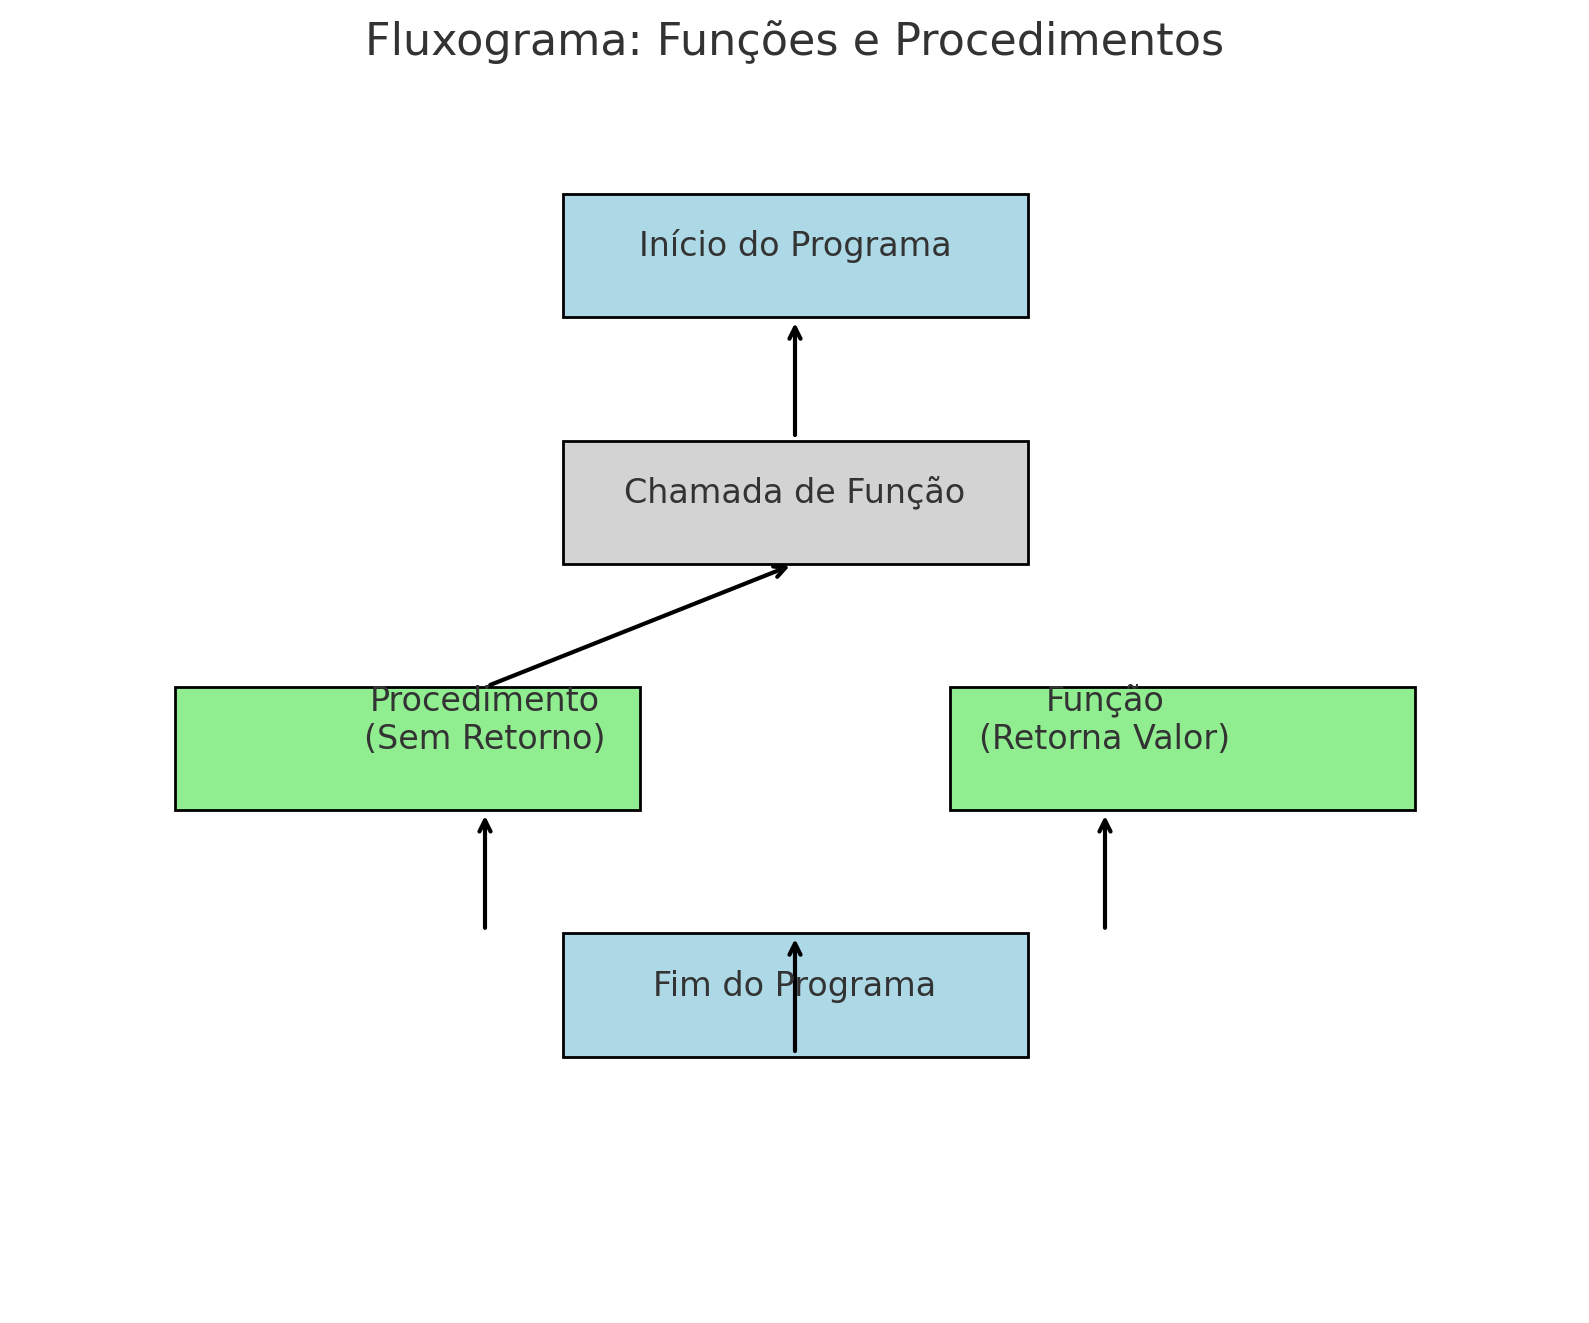 Fluxograma: Funções e Procedimentos
Início do Programa
Chamada de Função
Procedimento
(Sem Retorno)
Função
(Retorna Valor)
Fim do Programa